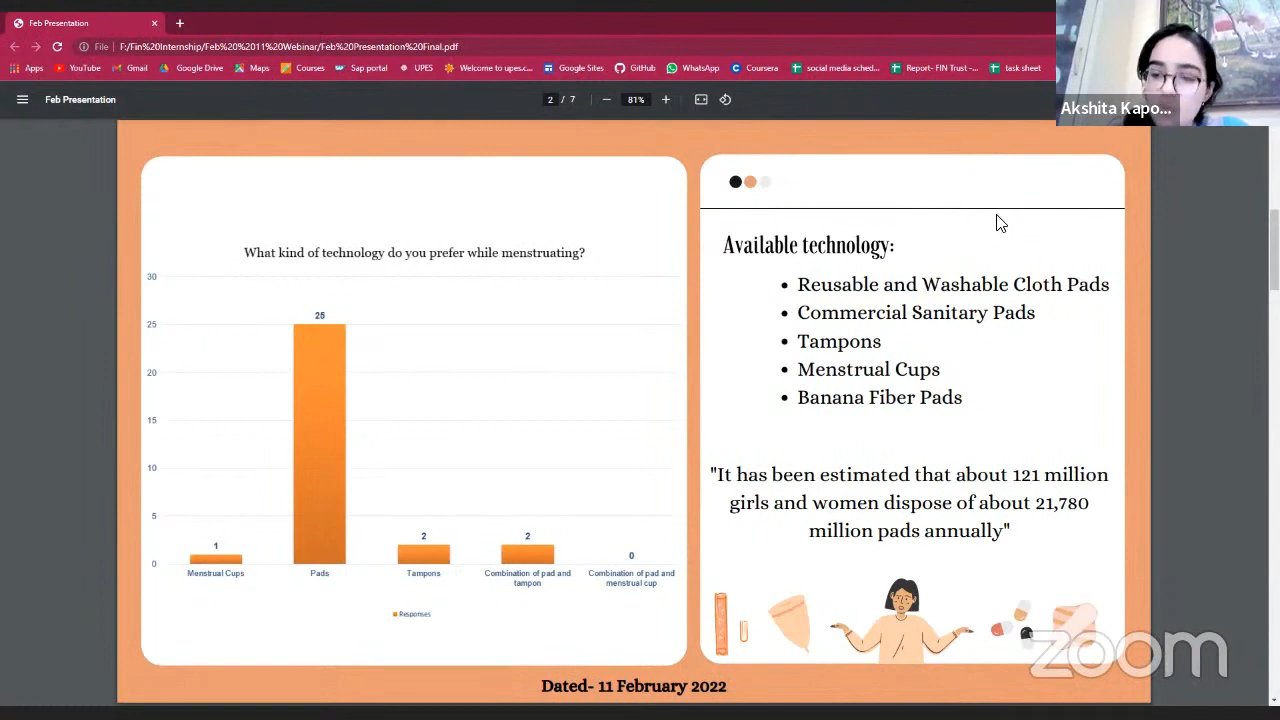 Feb Presentation
File
F:/Fin%20Internship/Feb%20%2011%20Webinar/Feb%20Presentation%20Final.pdf
Apps YouTube Gmail Google Drive Maps Courses Sap portal UPES Welcome to upes.c... Google Sites GitHub WhatsApp Coursera social media sched... Report- FIN Trust -... task sheet
Feb Presentation
2 / 7
81%
Akshita Kapo...
What kind of technology do you prefer while menstruating?
30
25
20
15
10
5
0
1
25
2
2
0
Menstrual Cups
Pads
Tampons
Combination of pad and
tampon
Combination of pad and
menstrual cup
Responses
Available technology:
• Reusable and Washable Cloth Pads
• Commercial Sanitary Pads
• Tampons
• Menstrual Cups
• Banana Fiber Pads
"It has been estimated that about 121 million
girls and women dispose of about 21,780
million pads annually"
Dated- 11 February 2022
zoom